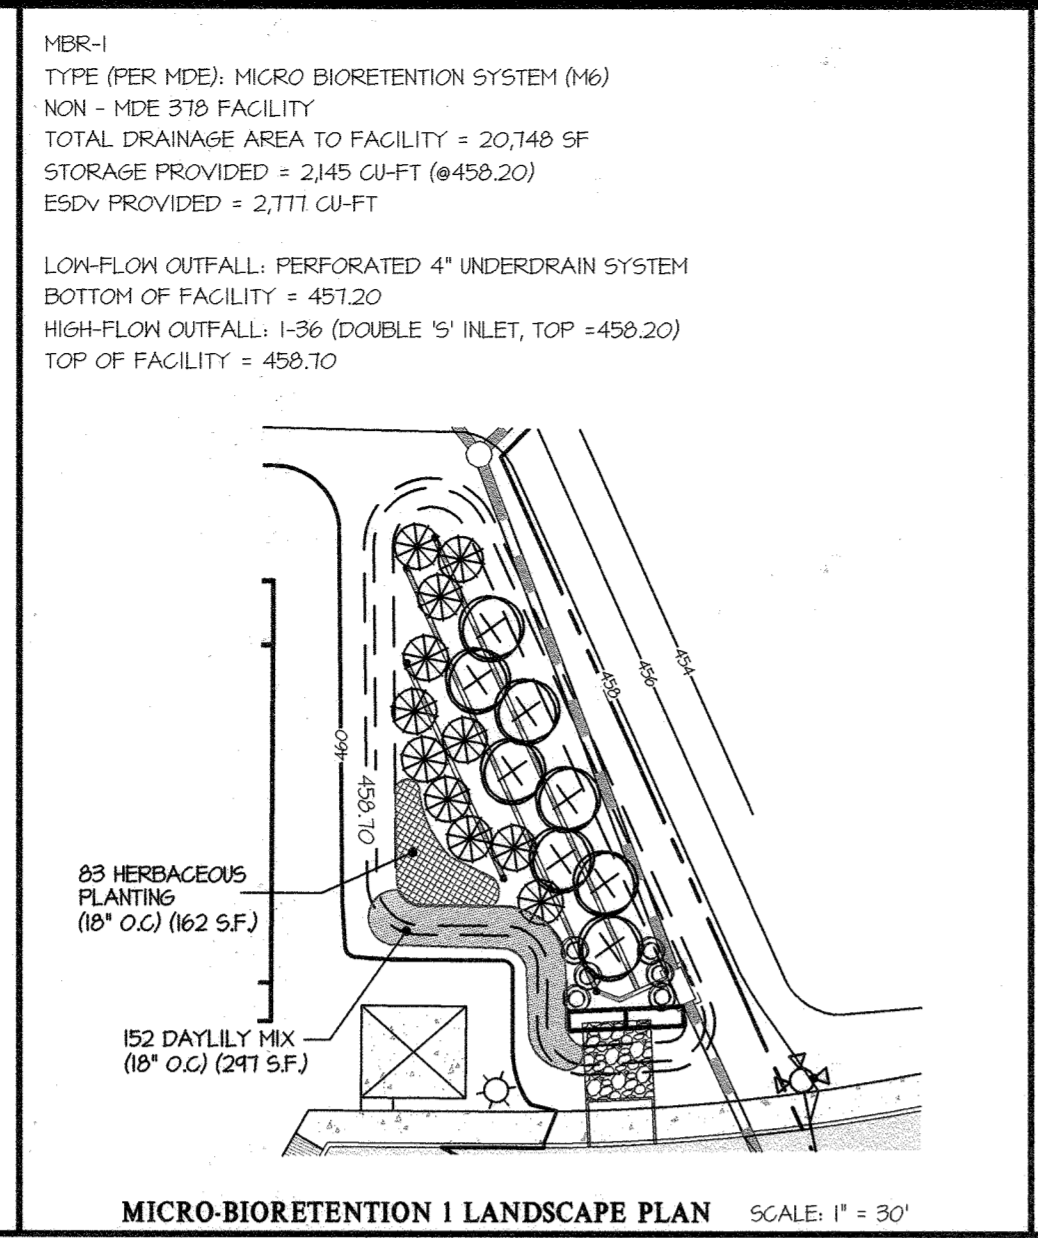 MBR-1
TYPE (PER MDE): MICRO BIORETENTION SYSTEM (M6)
NON - MDE 378 FACILITY
TOTAL DRAINAGE AREA TO FACILITY = 20,748 SF
STORAGE PROVIDED = 2,145 CU-FT (@458.20)
ESDv PROVIDED = 2,777 CU-FT
LOW-FLOW OUTFALL: PERFORATED 4" UNDERDRAIN SYSTEM
BOTTOM OF FACILITY = 457.20
HIGH-FLOW OUTFALL: I-36 (DOUBLE 'S' INLET, TOP =458.20)
TOP OF FACILITY = 458.70
454
456
458
460
458.70
83 HERBACEOUS
PLANTING
(18" O.C) (162 S.F.)
152 DAYLILY MIX
(18" O.C) (297 S.F.)
MICRO-BIORETENTION 1 LANDSCAPE PLAN SCALE: 1" = 30'